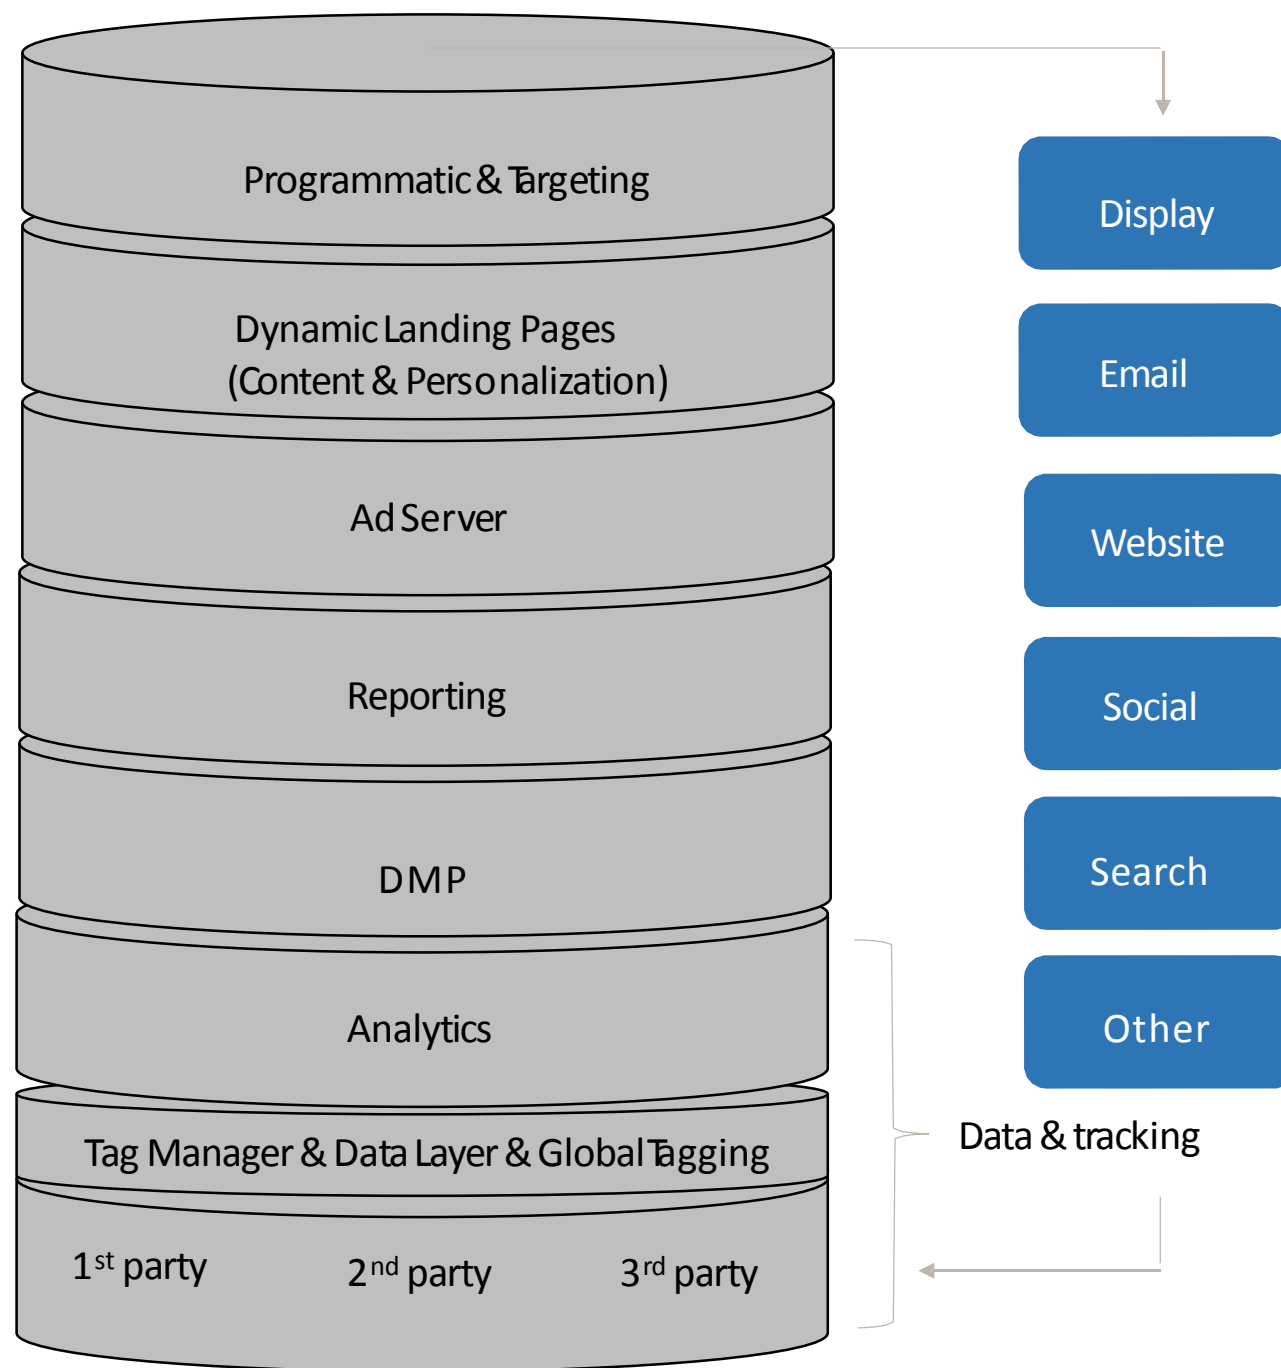 Programmatic & Targeting
Dynamic Landing Pages
(Content & Personalization)
Ad Server
Reporting
DMP
Analytics
Tag Manager & Data Layer & Global Tagging
1st party 2nd party 3rd party
Display
Email
Website
Social
Search
Other
Data & tracking